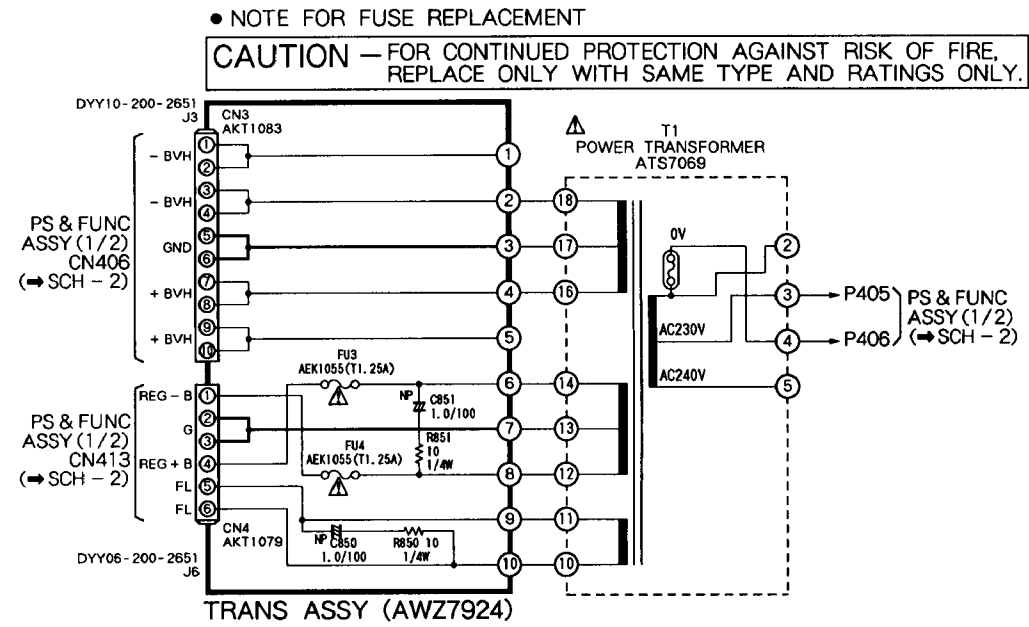 ● NOTE FOR FUSE REPLACEMENT
CAUTION — FOR CONTINUED PROTECTION AGAINST RISK OF FIRE,
REPLACE ONLY WITH SAME TYPE AND RATINGS ONLY.
DYY10-200-2651
J3
CN3
AKT1083
PS & FUNC
ASSY (1/2)
CN406
(➡ SCH - 2)
- BVH
- BVH
GND
+ BVH
+ BVH
1
2
3
4
5
6
7
8
9
10
1
2
3
4
5
6
7
8
9
10
PS & FUNC
ASSY (1/2)
CN413
(➡ SCH - 2)
REG - B
G
REG + B
FL
FL
1
2
3
4
5
6
FU3
AEK1055(T1.25A)
NP
C851
1.0/100
R851
10
1/4W
FU4
AEK1055(T1.25A)
NP C850
1.0/100
R850 10
1/4W
CN4
AKT1079
DYY06-200-2651
J6
TRANS ASSY (AWZ7924)
T1
POWER TRANSFORMER
ATS7069
18
17
16
14
13
12
11
10
0V
AC230V
AC240V
2
3
4
5
P405
P406
PS & FUNC
ASSY (1/2)
(➡ SCH - 2)